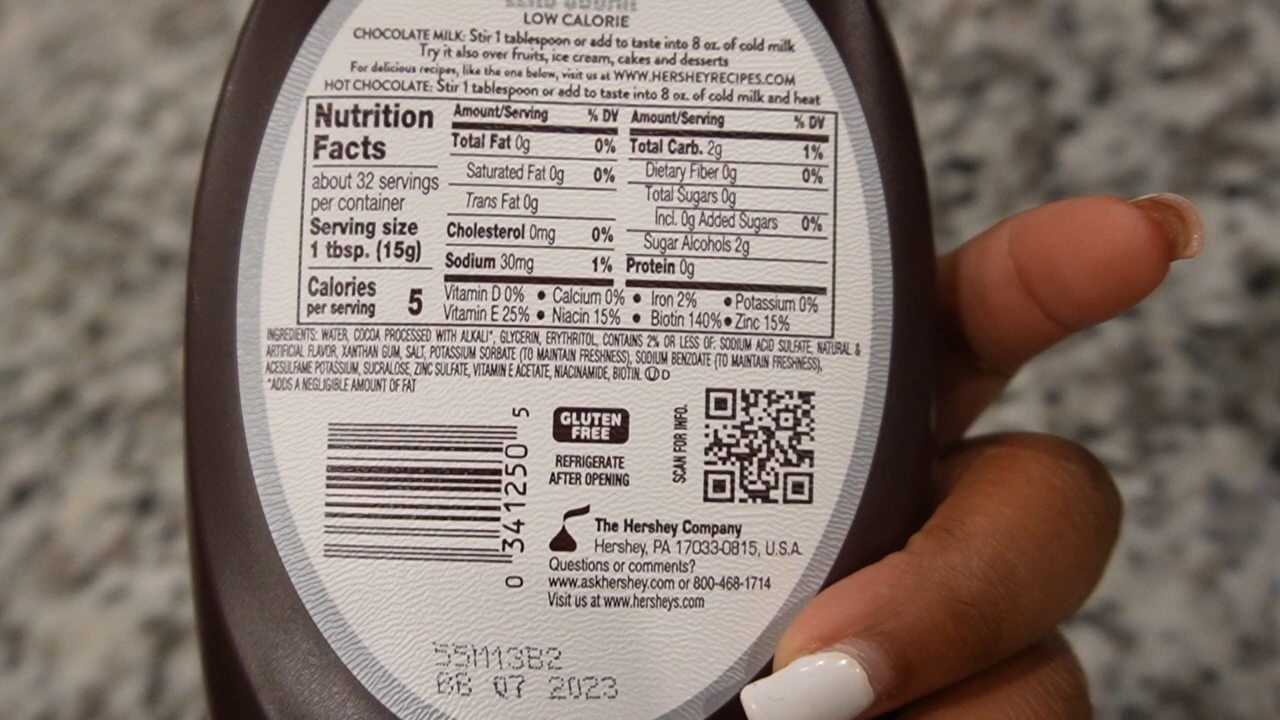 LOW CALORIE
CHOCOLATE MILK: Stir 1 tablespoon or add to taste into 8 oz. of cold milk
Try it also over fruits, ice cream, cakes and desserts
For delicious recipes, like the one below, visit us at WWW.HERSHEYRECIPES.COM
HOT CHOCOLATE: Stir 1 tablespoon or add to taste into 8 oz. of cold milk and heat
Nutrition
Facts
about 32 servings
per container
Serving size
1 tbsp. (15g)
Calories
per serving 5
Amount/Serving % DV
Total Fat 0g 0%
Saturated Fat 0g 0%
Trans Fat 0g
Cholesterol 0mg 0%
Sodium 30mg 1%
Amount/Serving % DV
Total Carb. 2g 1%
Dietary Fiber 0g 0%
Total Sugars 0g
Incl. 0g Added Sugars 0%
Sugar Alcohols 2g
Protein 0g
Vitamin D 0% • Calcium 0% • Iron 2% • Potassium 0%
Vitamin E 25% • Niacin 15% • Biotin 140% • Zinc 15%
INGREDIENTS: WATER, COCOA PROCESSED WITH ALKALI*, GLYCERIN, ERYTHRITOL, CONTAINS 2% OR LESS OF: SODIUM ACID SULFATE, NATURAL &
ARTIFICIAL FLAVOR, XANTHAN GUM, SALT, POTASSIUM SORBATE (TO MAINTAIN FRESHNESS), SODIUM BENZOATE (TO MAINTAIN FRESHNESS),
ACESULFAME POTASSIUM, SUCRALOSE, ZINC SULFATE, VITAMIN E ACETATE, NIACINAMIDE, BIOTIN. Ⓤ D
*ADDS A NEGLIGIBLE AMOUNT OF FAT
0 341250 5
GLUTEN
FREE
REFRIGERATE
AFTER OPENING
SCAN FOR INFO.
The Hershey Company
Hershey, PA 17033-0815, U.S.A.
Questions or comments?
www.askhershey.com or 800-468-1714
Visit us at www.hersheys.com
55M13B2
BB 07 2023